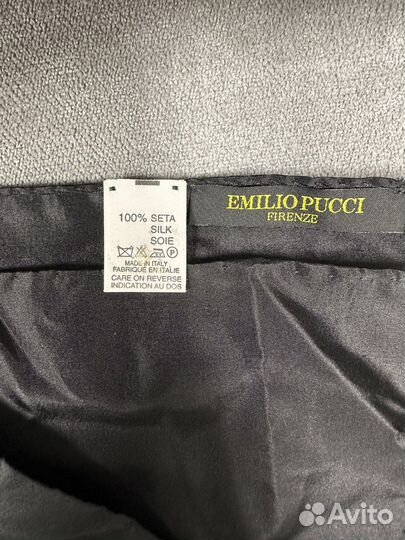 100% SETA
SILK
SOIE
P
MADE IN ITALY
FABRIQUÉ EN ITALIE
CARE ON REVERSE
INDICATION AU DOS
EMILIO PUCCI
FIRENZE
Avito